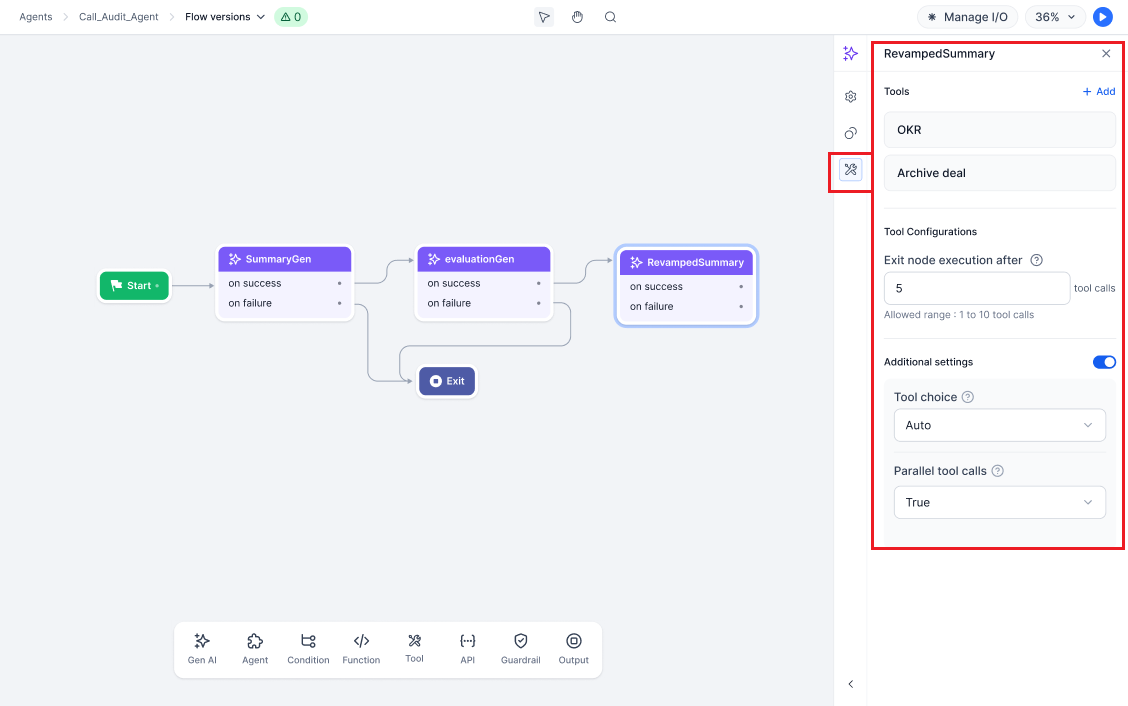 Agents
Call_Audit_Agent
Flow versions
0
Manage I/O
36%
RevampedSummary
Tools
Add
OKR
Archive deal
Tool Configurations
Exit node execution after
5
tool calls
Allowed range : 1 to 10 tool calls
Additional settings
Tool choice
Auto
Parallel tool calls
True
Start
SummaryGen
on success
on failure
evaluationGen
on success
on failure
RevampedSummary
on success
on failure
Exit
Gen AI
Agent
Condition
Function
Tool
API
Guardrail
Output